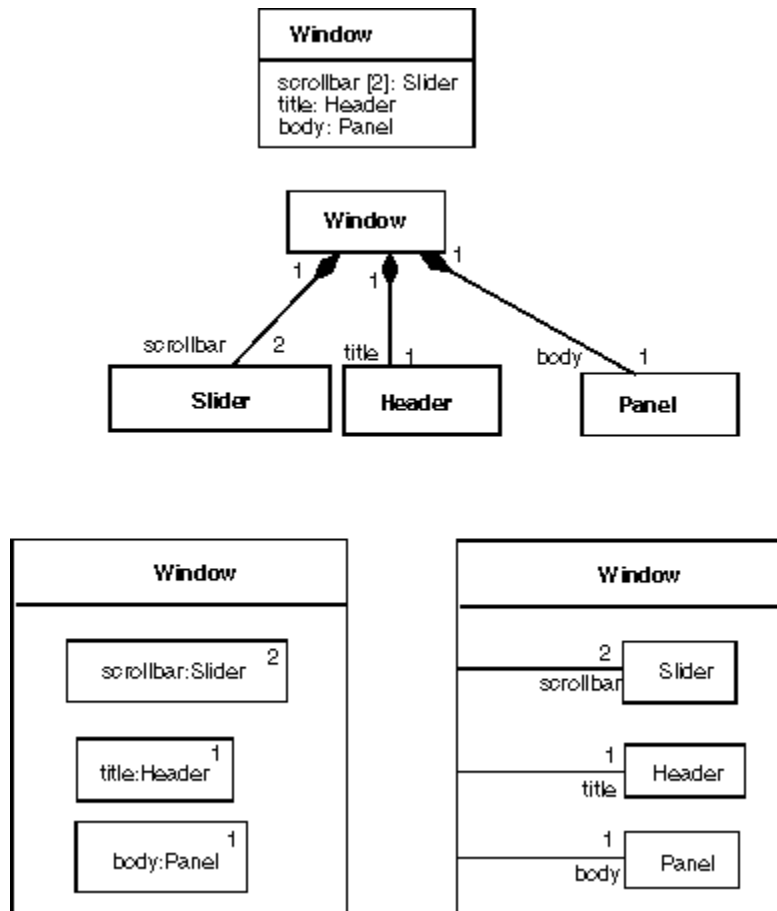 Window
scrollbar [2]: Slider
title: Header
body: Panel
Window
1
1
1
scrollbar
2
title
1
body
1
Slider
Header
Panel
Window
scrollbar:Slider
2
title:Header
1
body:Panel
1
Window
2
scrollbar
Slider
1
title
Header
1
body
Panel